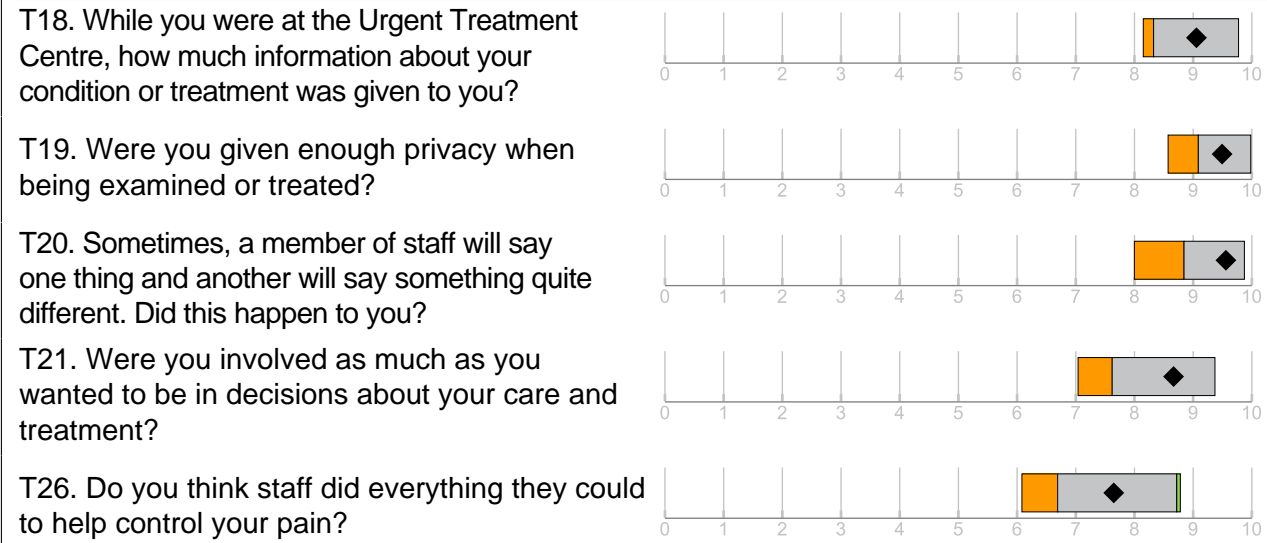 T18. While you were at the Urgent Treatment
Centre, how much information about your
condition or treatment was given to you?
0 1 2 3 4 5 6 7 8 9 10
T19. Were you given enough privacy when
being examined or treated?
0 1 2 3 4 5 6 7 8 9 10
T20. Sometimes, a member of staff will say
one thing and another will say something quite
different. Did this happen to you?
0 1 2 3 4 5 6 7 8 9 10
T21. Were you involved as much as you
wanted to be in decisions about your care and
treatment?
0 1 2 3 4 5 6 7 8 9 10
T26. Do you think staff did everything they could
to help control your pain?
0 1 2 3 4 5 6 7 8 9 10